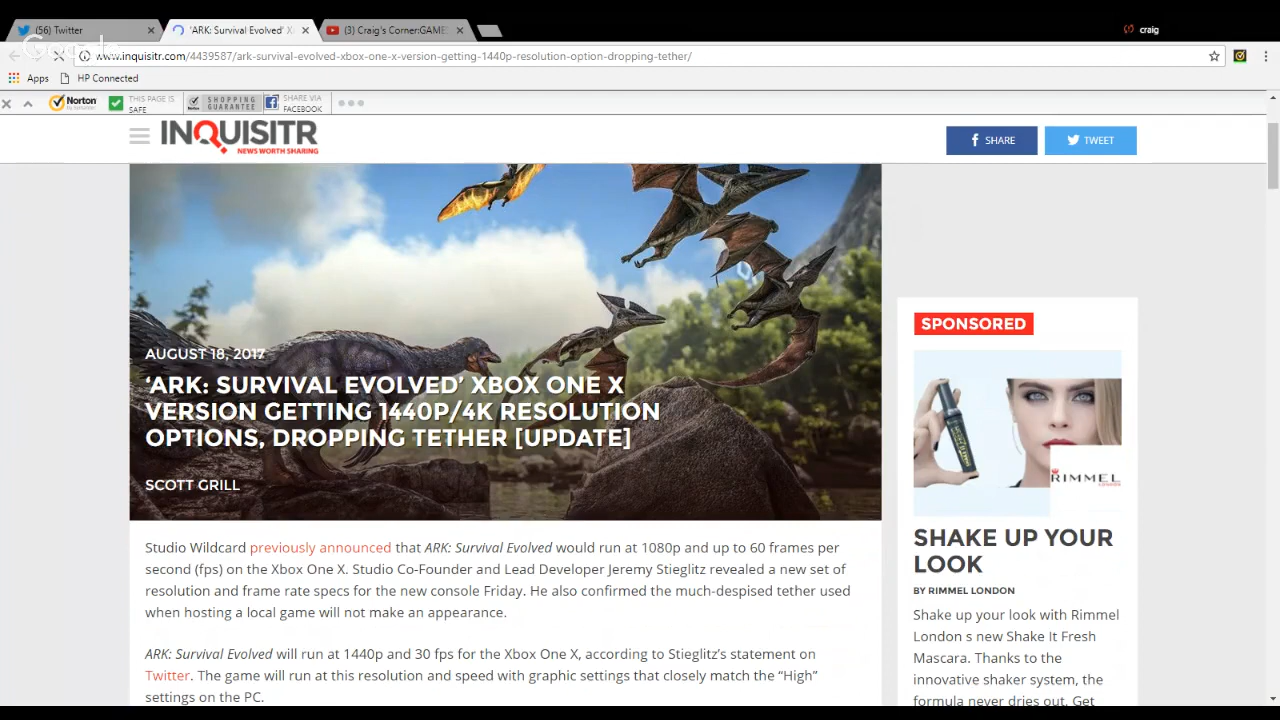 (56) Twitter
'ARK: Survival Evolved' X
(3) Craig's Corner:GAME
craig
Google
www.inquisitr.com/4439587/ark-survival-evolved-xbox-one-x-version-getting-1440p-resolution-option-dropping-tether/
Apps
HP Connected
Norton
by Symantec
THIS PAGE IS
SAFE
Norton
SHOPPING
GUARANTEE
SHARE VIA
FACEBOOK
INQUISITR
NEWS WORTH SHARING
SHARE
TWEET
AUGUST 18, 2017
‘ARK: SURVIVAL EVOLVED’ XBOX ONE X
VERSION GETTING 1440P/4K RESOLUTION
OPTIONS, DROPPING TETHER [UPDATE]
SCOTT GRILL
Studio Wildcard previously announced that ARK: Survival Evolved would run at 1080p and up to 60 frames per
second (fps) on the Xbox One X. Studio Co-Founder and Lead Developer Jeremy Stieglitz revealed a new set of
resolution and frame rate specs for the new console Friday. He also confirmed the much-despised tether used
when hosting a local game will not make an appearance.
ARK: Survival Evolved will run at 1440p and 30 fps for the Xbox One X, according to Stieglitz’s statement on
Twitter. The game will run at this resolution and speed with graphic settings that closely match the “High”
settings on the PC.
SPONSORED
RIMMEL
LONDON
SHAKE UP YOUR
LOOK
BY RIMMEL LONDON
Shake up your look with Rimmel
London s new Shake It Fresh
Mascara. Thanks to the
innovative shaker system, the
formula never dries out. Get